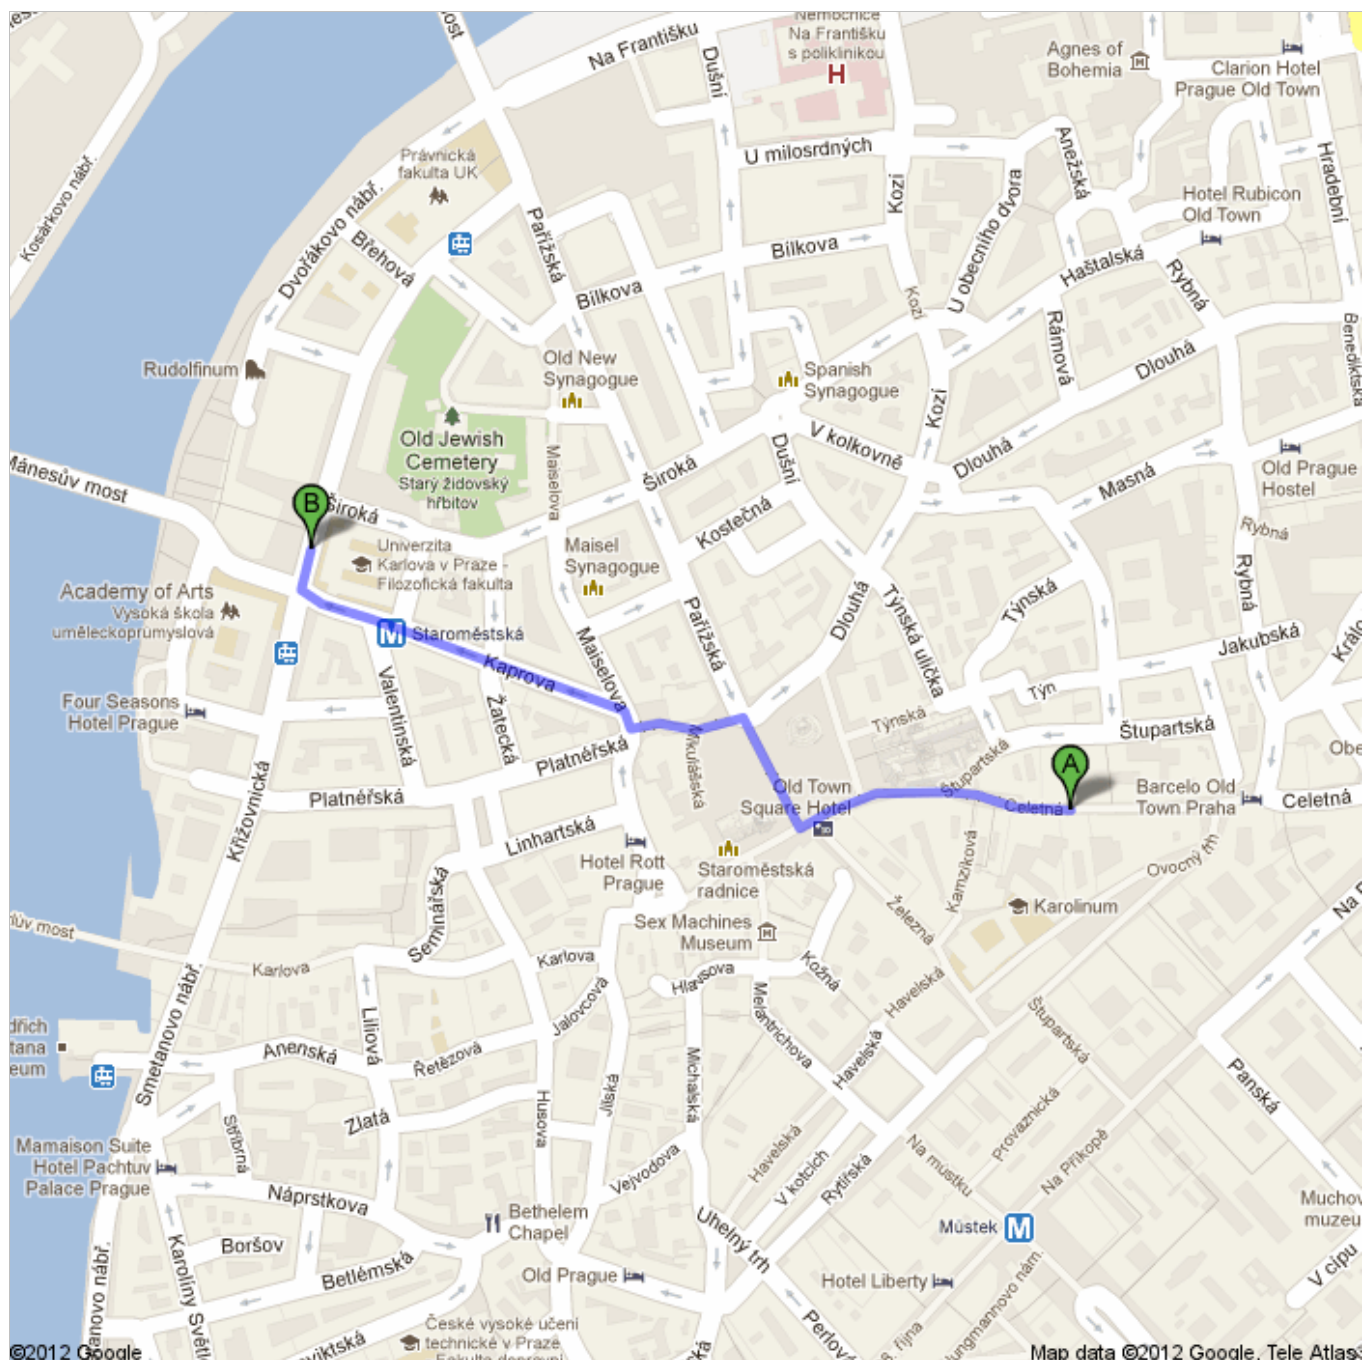 Nemocnice
Na Františku
s poliklinikou
H
Na Františku
Dušní
Agnes of
Bohemia
Clarion Hotel
Prague Old Town
Kosárkovo nábř.
Právnická
fakulta UK
U milosrdných
Anežská
Hradební
Kozí
Hotel Rubicon
Old Town
Dvořákovo nábř.
Břehová
Pařížská
Bílkova
U obecního dvora
Haštalská
Rybná
Bílkova
Kozí
Rámová
Benediktská
Rudolfinum
Old New
Synagogue
Spanish
Synagogue
Dlouhá
Kozí
Old Jewish
Cemetery
Starý židovský
hřbitov
Maiselova
Široká
Dušní
V kolkovně
Dlouhá
Masná
Old Prague
Hostel
Mánesův most
B
Široká
Kostečná
Rybná
Univerzita
Karlova v Praze -
Filozofická fakulta
Maisel
Synagogue
Academy of Arts
Vysoká škola
uměleckoprumyslová
M
Staroměstská
Pařížská
Dlouhá
Týnská ulička
Týnská
Rybná
Jakubská
Kaprova
Maiselova
Valentinská
Žatecká
Four Seasons
Hotel Prague
Týn
Týnská
Štupartská
Mikulášská
Platnéřská
Štupartská
A
Old Town
Square Hotel
Celetná
Barcelo Old
Town Praha
Celetná
Platnéřská
Křižovnická
Linhartská
Hotel Rott
Prague
Staroměstská
radnice
Kamzíková
Ovocný trh
Seminářská
Železná
Karolinum
Sex Machines
Museum
Karlova
Karlova
Kožná
Havelská
Melantrichova
Smetanovo nábř.
Liliová
Jalovcová
Štupartská
Anenská
Řetězová
Michalská
Havelská
Panská
Jilská
Husova
Zlatá
Stříbrná
Provaznická
Mamaison Suite
Hotel Pachtuv
Palace Prague
Havelská
V kotcích
Rytířská
Na můstku
Na Příkopě
Náprstkova
Vejvodova
Bethelem
Chapel
Uhelný trh
Můstek
M
Boršov
Betlémská
Old Prague
Hotel Liberty
V cípu
České vysoké učení
technické v Praze
©2012 Google
Map data ©2012 Google, Tele Atlas